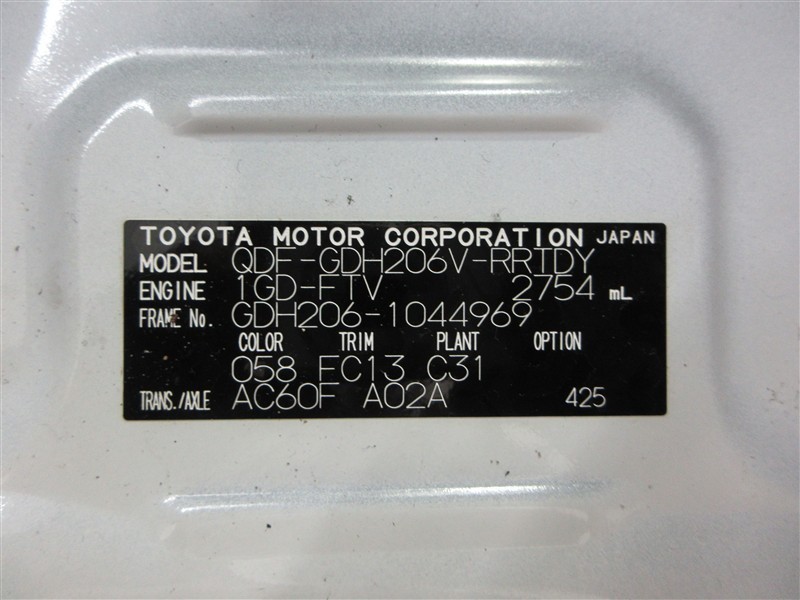 TOYOTA MOTOR CORPORATION JAPAN
MODEL QDF-GDH206V-RRTDY
ENGINE 1GD-FTV 2754 mL
FRAME No. GDH206-1044969
COLOR TRIM PLANT OPTION
058 FC13 C31
TRANS./AXLE AC60F A02A 425